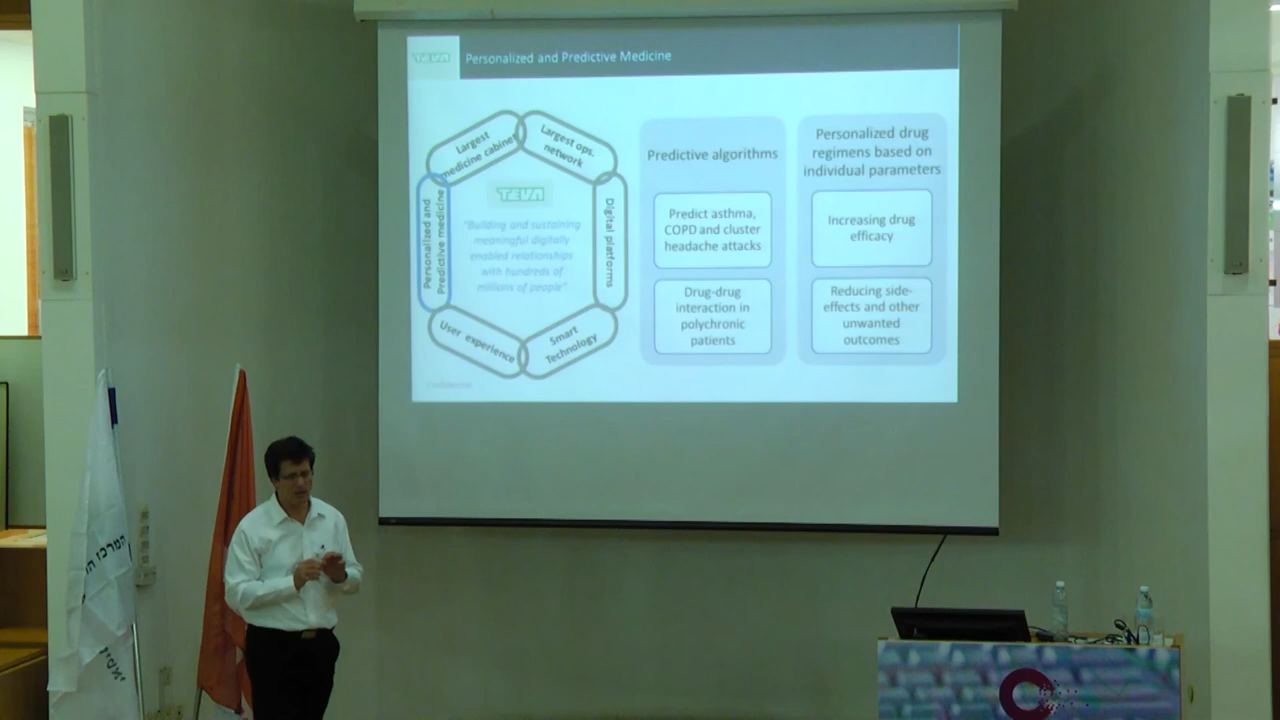 TEVA
Personalized and Predictive Medicine
Largest
medicine cabinet
Largest ops.
network
Personalized and
Predictive medicine
TEVA
"Building and sustaining
meaningful digitally
enabled relationships
with hundreds of
millions of people"
Digital platforms
User experience
Smart
Technology
Predictive algorithms
Predict asthma,
COPD and cluster
headache attacks
Drug-drug
interaction in
polychronic
patients
Personalized drug
regimens based on
individual parameters
Increasing drug
efficacy
Reducing side-
effects and other
unwanted
outcomes
המרכז